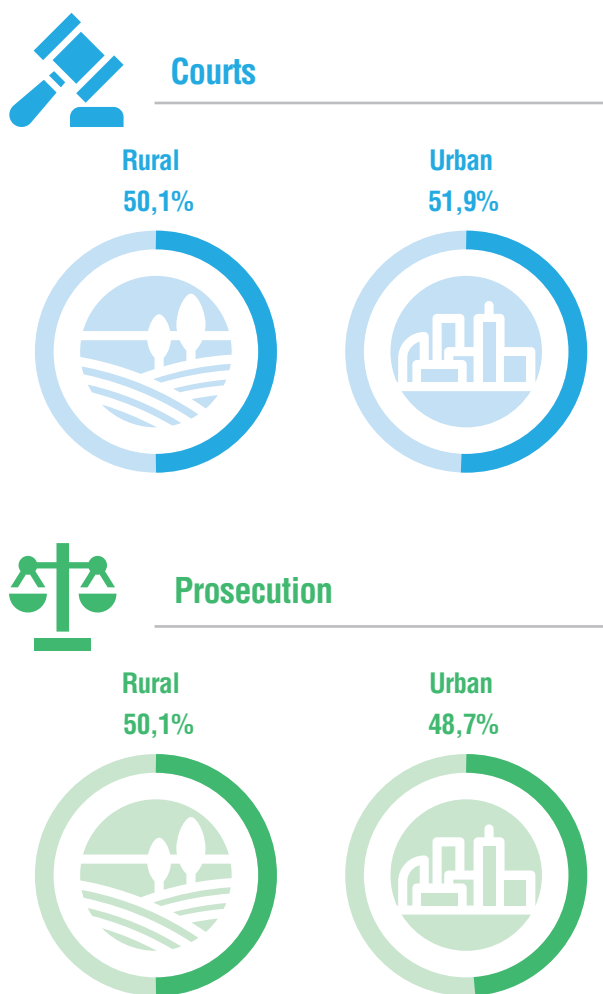 Courts
Rural
50,1%
Urban
51,9%
Prosecution
Rural
50,1%
Urban
48,7%